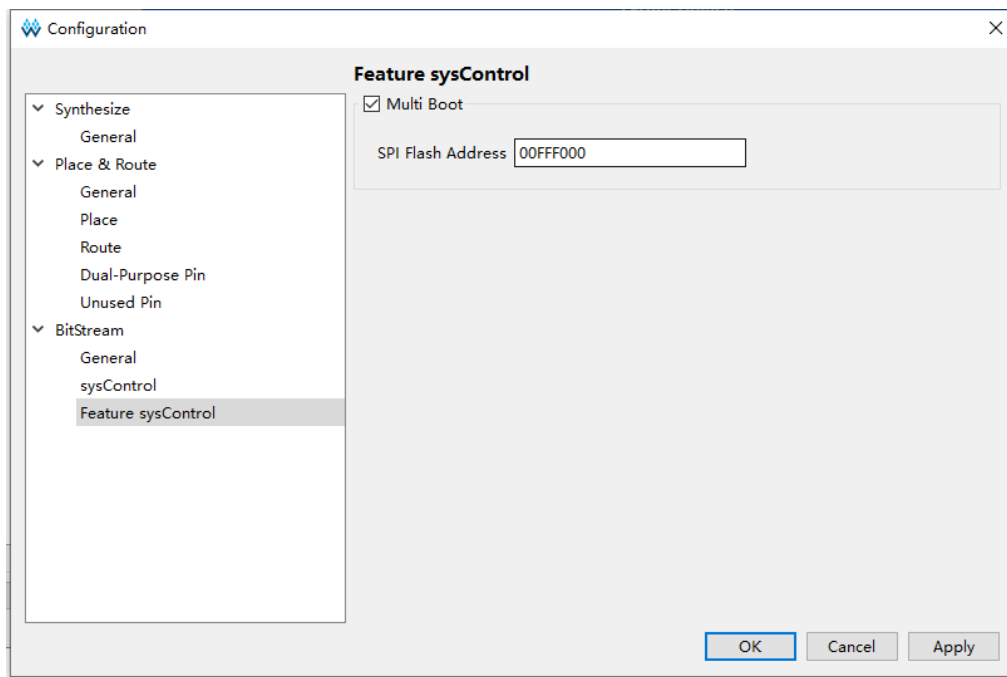 Configuration
Feature sysControl
Synthesize
General
Place & Route
General
Place
Route
Dual-Purpose Pin
Unused Pin
BitStream
General
sysControl
Feature sysControl
Multi Boot
SPI Flash Address 00FFF000
OK Cancel Apply